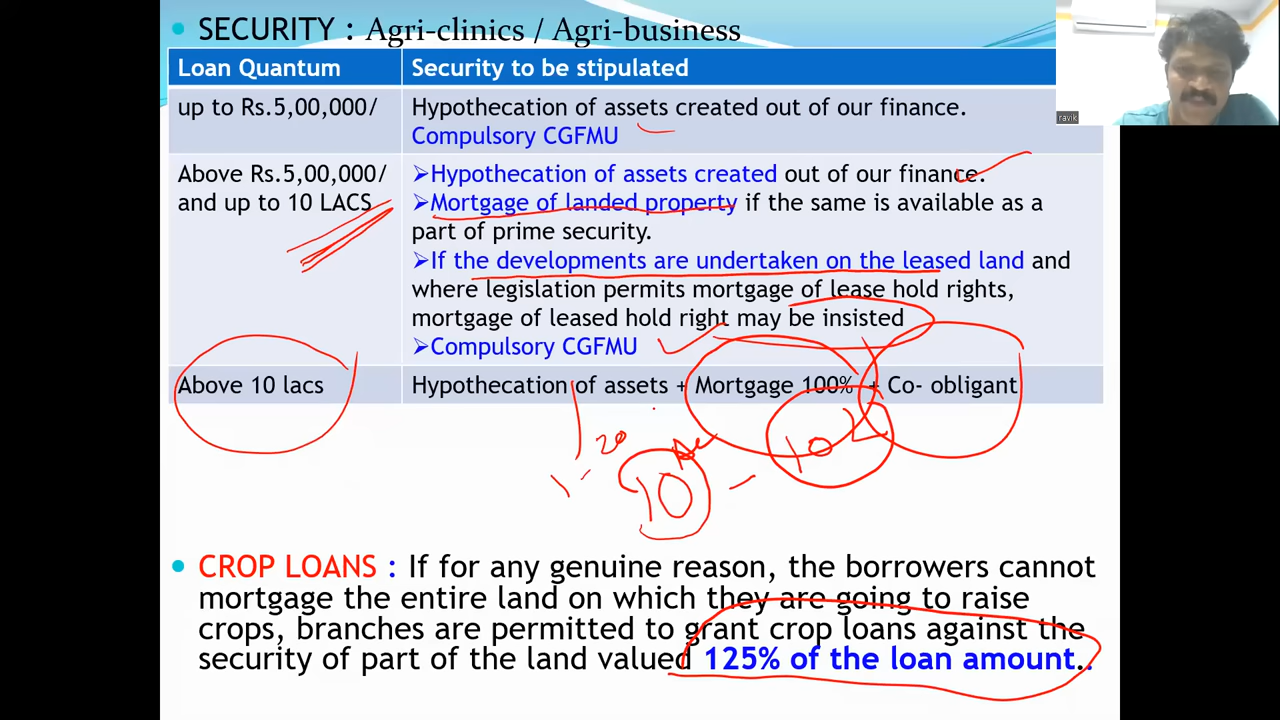 • SECURITY : Agri-clinics / Agri-business
Loan Quantum
Security to be stipulated
up to Rs.5,00,000/
Hypothecation of assets created out of our finance.
Compulsory CGFMU
Above Rs.5,00,000/
and up to 10 LACS
➢Hypothecation of assets created out of our finance.
➢Mortgage of landed property if the same is available as a
part of prime security.
➢If the developments are undertaken on the leased land and
where legislation permits mortgage of lease hold rights,
mortgage of leased hold right may be insisted
➢Compulsory CGFMU
Above 10 lacs
Hypothecation of assets + Mortgage 100% + Co- obligant
20
10
10 L
• CROP LOANS : If for any genuine reason, the borrowers cannot
mortgage the entire land on which they are going to raise
crops, branches are permitted to grant crop loans against the
security of part of the land valued 125% of the loan amount..
ravik